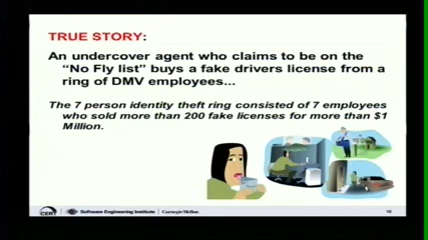 TRUE STORY:
An undercover agent who claims to be on the
"No Fly list" buys a fake drivers license from a
ring of DMV employees...
The 7 person identity theft ring consisted of 7 employees
who sold more than 200 fake licenses for more than $1
Million.
CERT Software Engineering Institute Carnegie Mellon